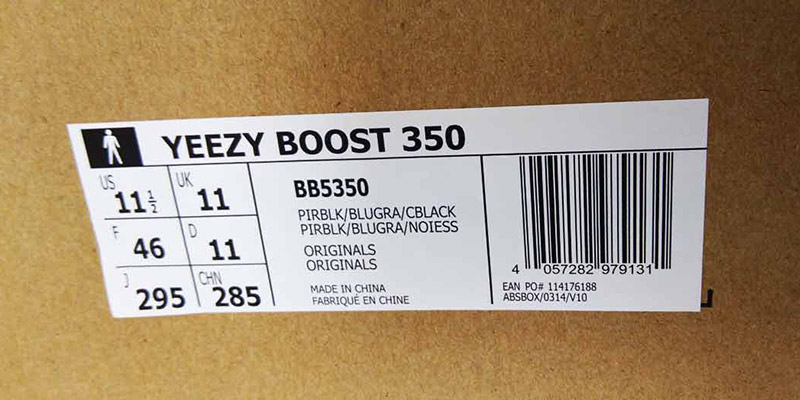 YEEZY BOOST 350
US 11½ UK 11
F 46 D 11
J 295 CHN 285
BB5350
PIRBLK/BLUGRA/CBLACK
PIRBLK/BLUGRA/NOIESS
ORIGINALS
ORIGINALS
MADE IN CHINA
FABRIQUÉ EN CHINE
4 057282 979131
EAN PO# 114176188
ABSBOX/0314/V10